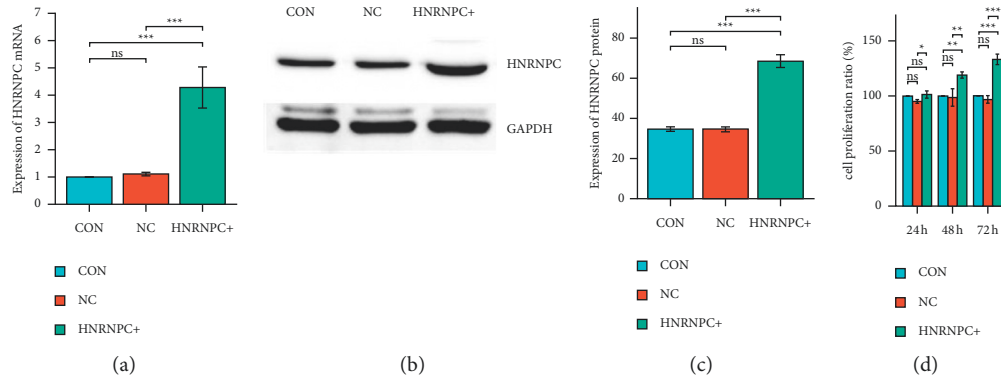 Expression of HNRNPC mRNA
7
6
5
4
3
2
1
0
***
***
ns
CON NC HNRNPC+
CON
NC
HNRNPC+
(a)
CON NC HNRNPC+
HNRNPC
GAPDH
(b)
Expression of HNRNPC protein
80
60
40
20
0
***
***
ns
CON NC HNRNPC+
CON
NC
HNRNPC+
(c)
cell proliferation ratio (%)
150
100
50
0
*
ns
ns
**
**
ns
***
***
ns
24 h 48 h 72 h
CON
NC
HNRNPC+
(d)